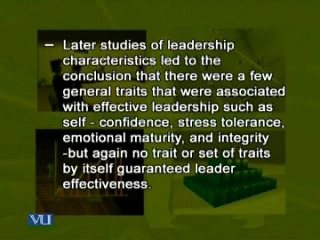 – Later studies of leadership
characteristics led to the
conclusion that there were a few
general traits that were associated
with effective leadership such as
self - confidence, stress tolerance,
emotional maturity, and integrity
-but again no trait or set of traits
by itself guaranteed leader
effectiveness.
VU